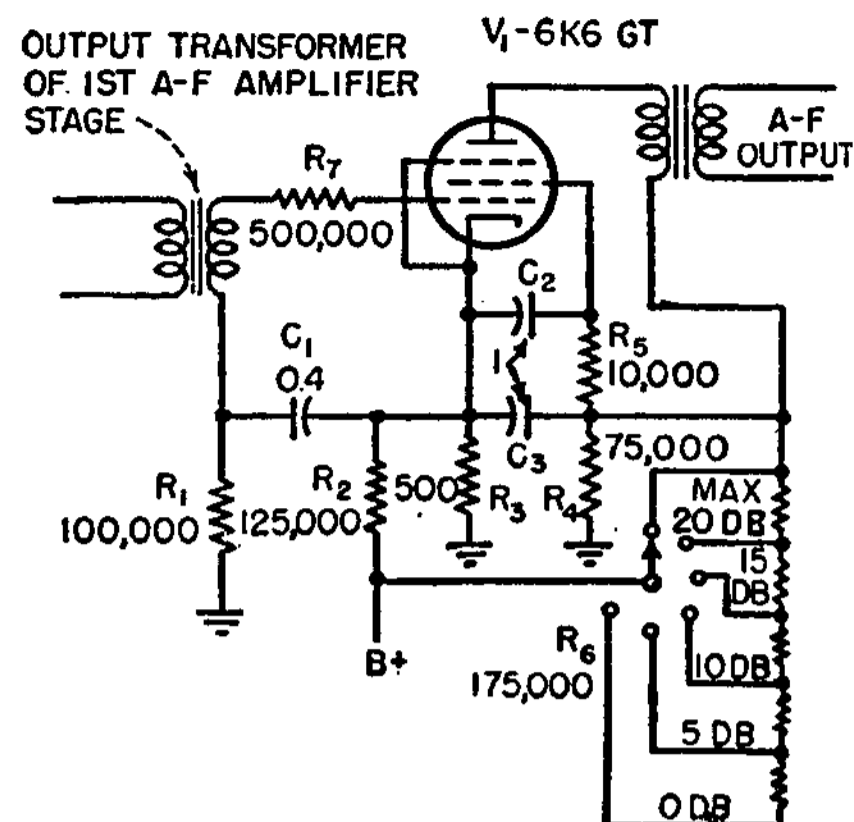 OUTPUT TRANSFORMER
OF 1ST A-F AMPLIFIER
STAGE
V1-6K6 GT
A-F
OUTPUT
R7
500,000
C2
C1
0.4
1
R5
10,000
C3
75,000
R1
100,000
R2
125,000
500
R3
R4
MAX
20 DB
15
DB
B+
R6
175,000
10 DB
5 DB
0 DB